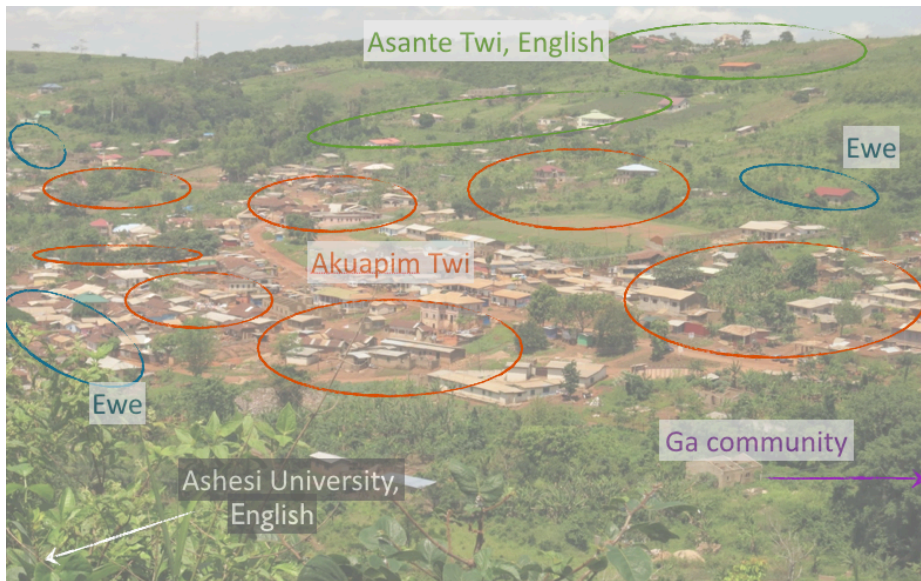 Asante Twi, English
Ewe
Akuapim Twi
Ewe
Ga community
Ashesi University,
English